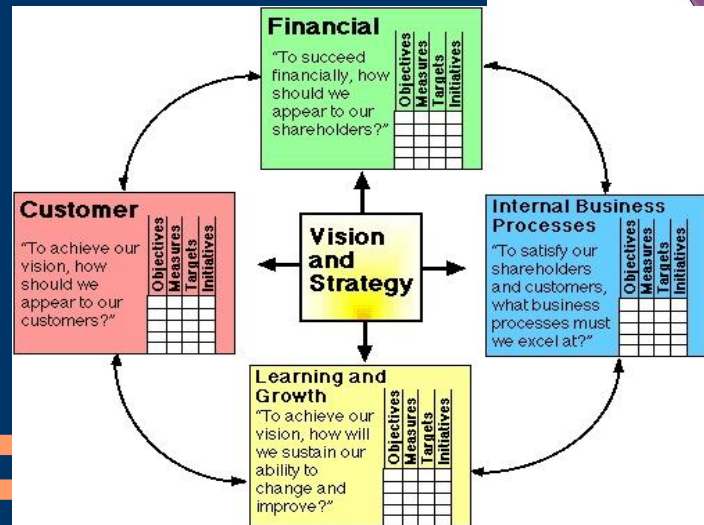 Financial
"To succeed
financially, how
should we
appear to our
shareholders?"
Objectives
Measures
Targets
Initiatives
Customer
"To achieve our
vision, how
should we
appear to our
customers?"
Objectives
Measures
Targets
Initiatives
Vision
and
Strategy
Internal Business
Processes
"To satisfy our
shareholders
and customers,
what business
processes must
we excel at?"
Objectives
Measures
Targets
Initiatives
Learning and
Growth
"To achieve our
vision, how will
we sustain our
ability to
change and
improve?"
Objectives
Measures
Targets
Initiatives